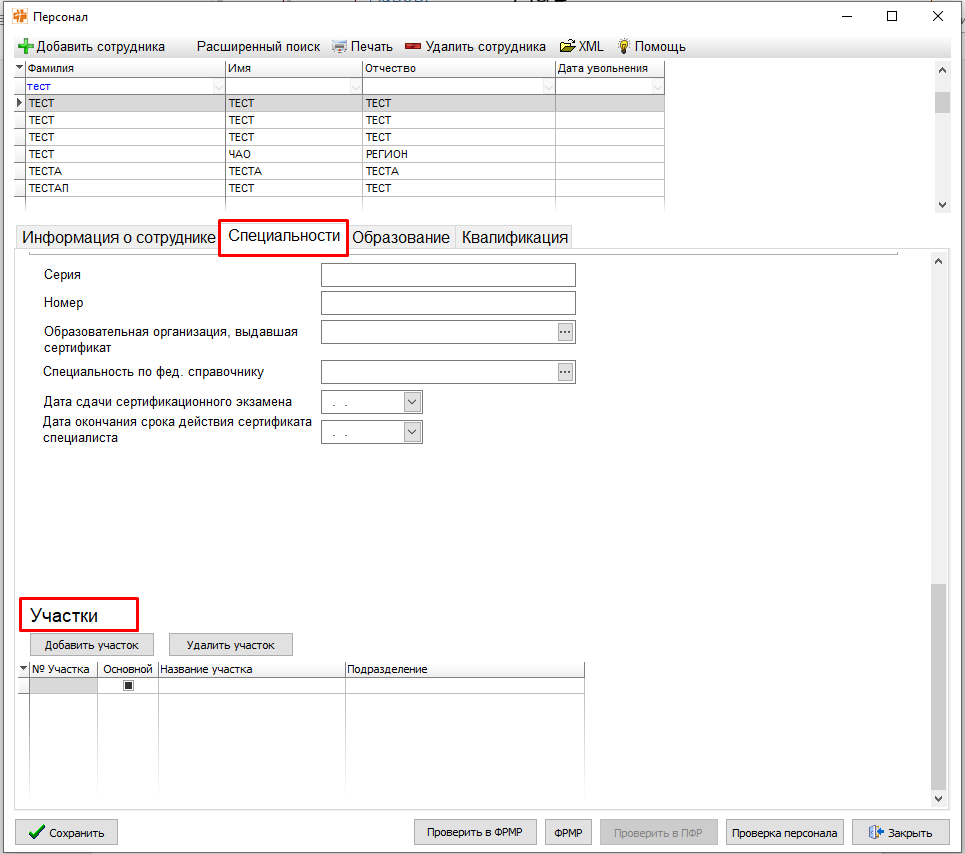 Персонал
Добавить сотрудника Расширенный поиск Печать Удалить сотрудника XML Помощь
Фамилия Имя Отчество Дата увольнения
тест
ТЕСТ ТЕСТ ТЕСТ
ТЕСТ ТЕСТ ТЕСТ
ТЕСТ ТЕСТ ТЕСТ
ТЕСТ ЧАО РЕГИОН
ТЕСТА ТЕСТА ТЕСТА
ТЕСТАП ТЕСТ ТЕСТ
Информация о сотруднике Специальности Образование Квалификация
Серия
Номер
Образовательная организация, выдавшая
сертификат
Специальность по фед. справочнику
Дата сдачи сертификационного экзамена
Дата окончания срока действия сертификата
специалиста
Участки
Добавить участок Удалить участок
№ Участка Основной Название участка Подразделение
Сохранить Проверить в ФРМР ФРМР Проверить в ПФР Проверка персонала Закрыть